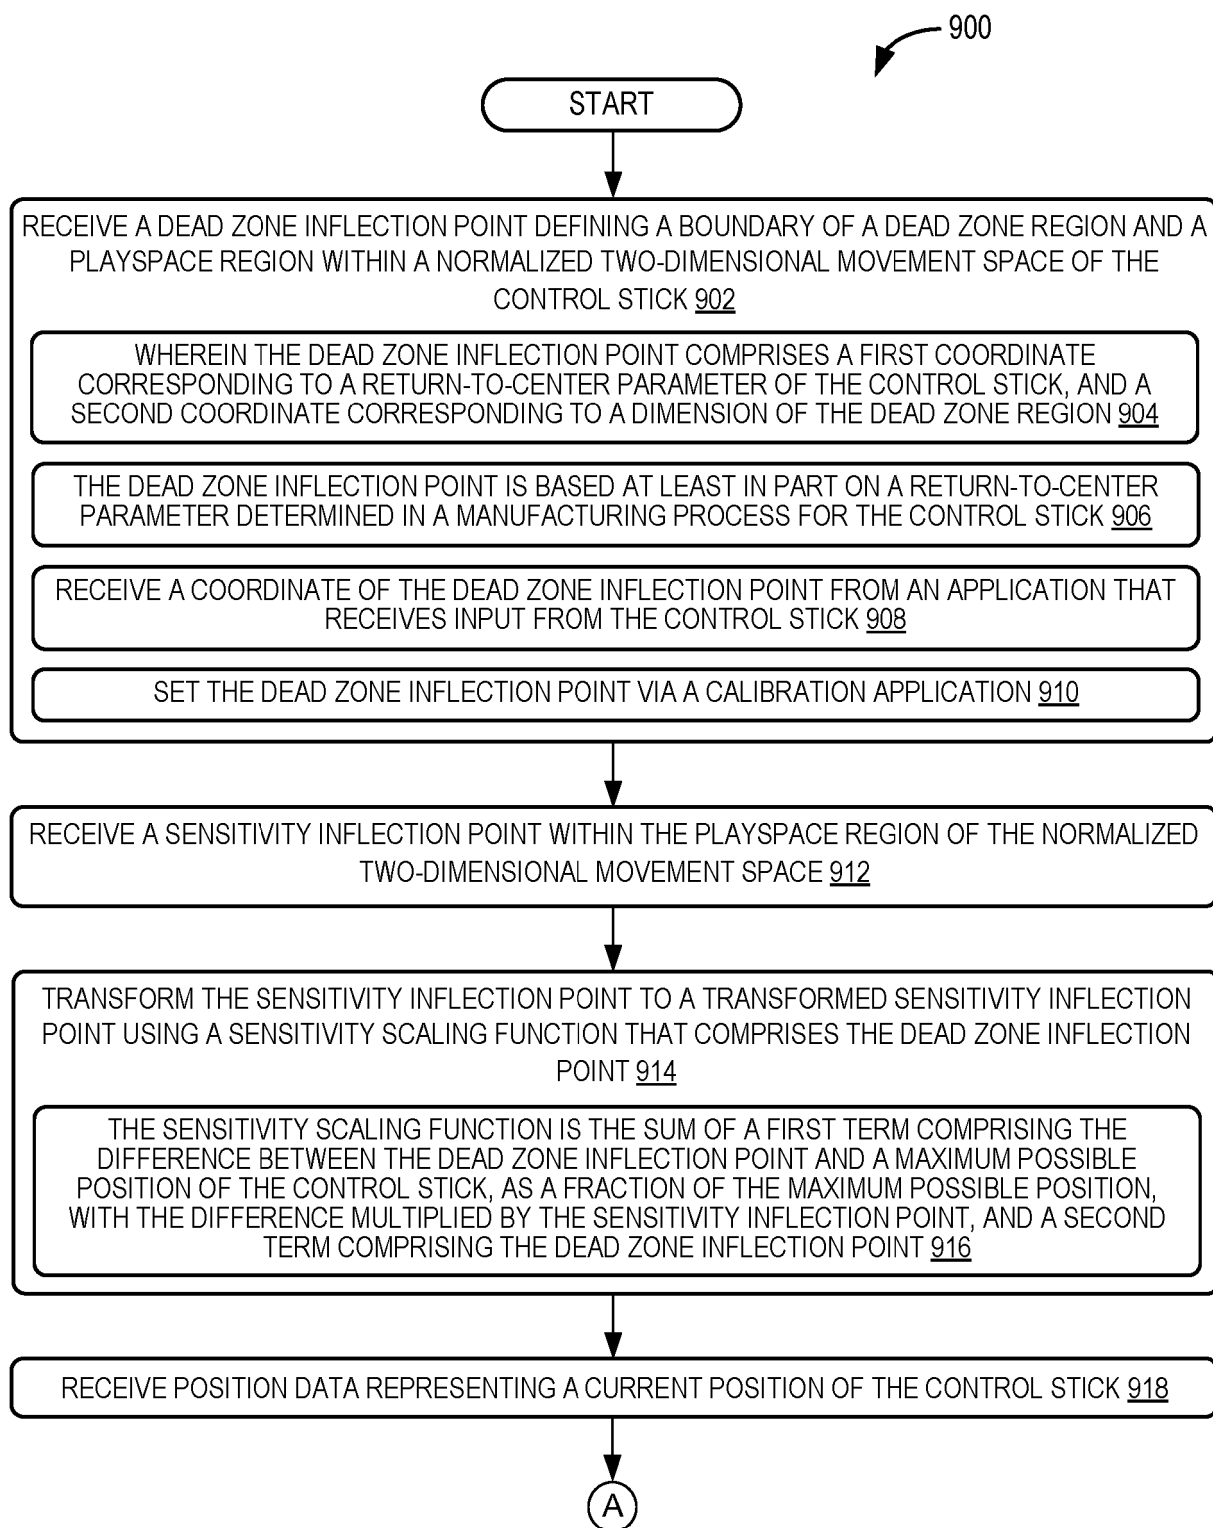 900
START
RECEIVE A DEAD ZONE INFLECTION POINT DEFINING A BOUNDARY OF A DEAD ZONE REGION AND A
PLAYSPACE REGION WITHIN A NORMALIZED TWO-DIMENSIONAL MOVEMENT SPACE OF THE
CONTROL STICK 902
WHEREIN THE DEAD ZONE INFLECTION POINT COMPRISES A FIRST COORDINATE
CORRESPONDING TO A RETURN-TO-CENTER PARAMETER OF THE CONTROL STICK, AND A
SECOND COORDINATE CORRESPONDING TO A DIMENSION OF THE DEAD ZONE REGION 904
THE DEAD ZONE INFLECTION POINT IS BASED AT LEAST IN PART ON A RETURN-TO-CENTER
PARAMETER DETERMINED IN A MANUFACTURING PROCESS FOR THE CONTROL STICK 906
RECEIVE A COORDINATE OF THE DEAD ZONE INFLECTION POINT FROM AN APPLICATION THAT
RECEIVES INPUT FROM THE CONTROL STICK 908
SET THE DEAD ZONE INFLECTION POINT VIA A CALIBRATION APPLICATION 910
RECEIVE A SENSITIVITY INFLECTION POINT WITHIN THE PLAYSPACE REGION OF THE NORMALIZED
TWO-DIMENSIONAL MOVEMENT SPACE 912
TRANSFORM THE SENSITIVITY INFLECTION POINT TO A TRANSFORMED SENSITIVITY INFLECTION
POINT USING A SENSITIVITY SCALING FUNCTION THAT COMPRISES THE DEAD ZONE INFLECTION
POINT 914
THE SENSITIVITY SCALING FUNCTION IS THE SUM OF A FIRST TERM COMPRISING THE
DIFFERENCE BETWEEN THE DEAD ZONE INFLECTION POINT AND A MAXIMUM POSSIBLE
POSITION OF THE CONTROL STICK, AS A FRACTION OF THE MAXIMUM POSSIBLE POSITION,
WITH THE DIFFERENCE MULTIPLIED BY THE SENSITIVITY INFLECTION POINT, AND A SECOND
TERM COMPRISING THE DEAD ZONE INFLECTION POINT 916
RECEIVE POSITION DATA REPRESENTING A CURRENT POSITION OF THE CONTROL STICK 918
A